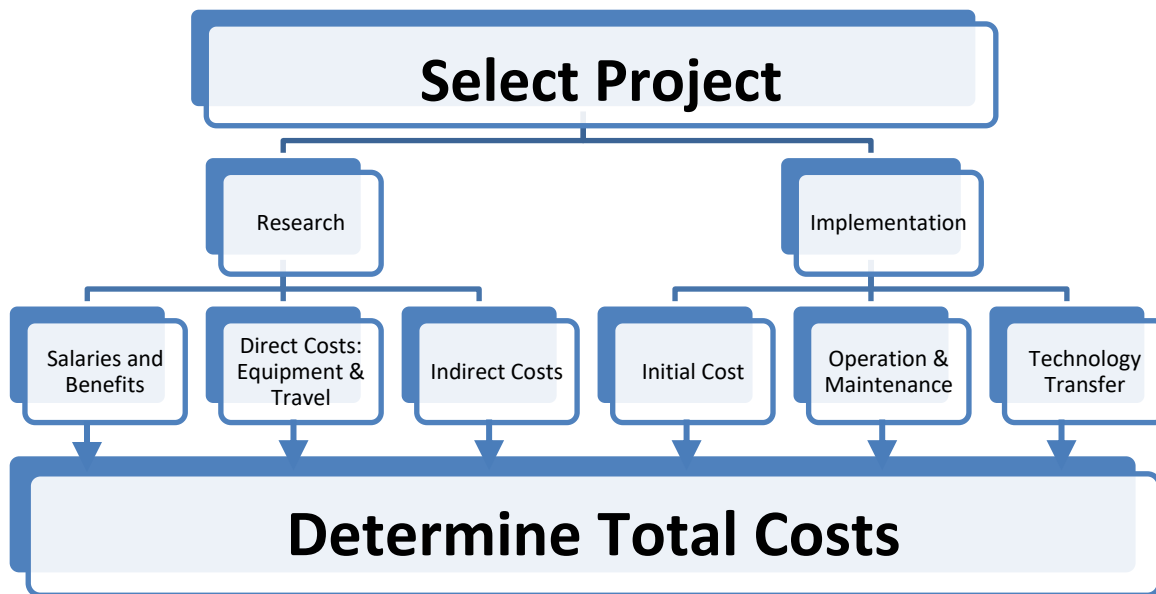 Select Project
Research
Implementation
Salaries and
Benefits
Direct Costs:
Equipment &
Travel
Indirect Costs
Initial Cost
Operation &
Maintenance
Technology
Transfer
Determine Total Costs